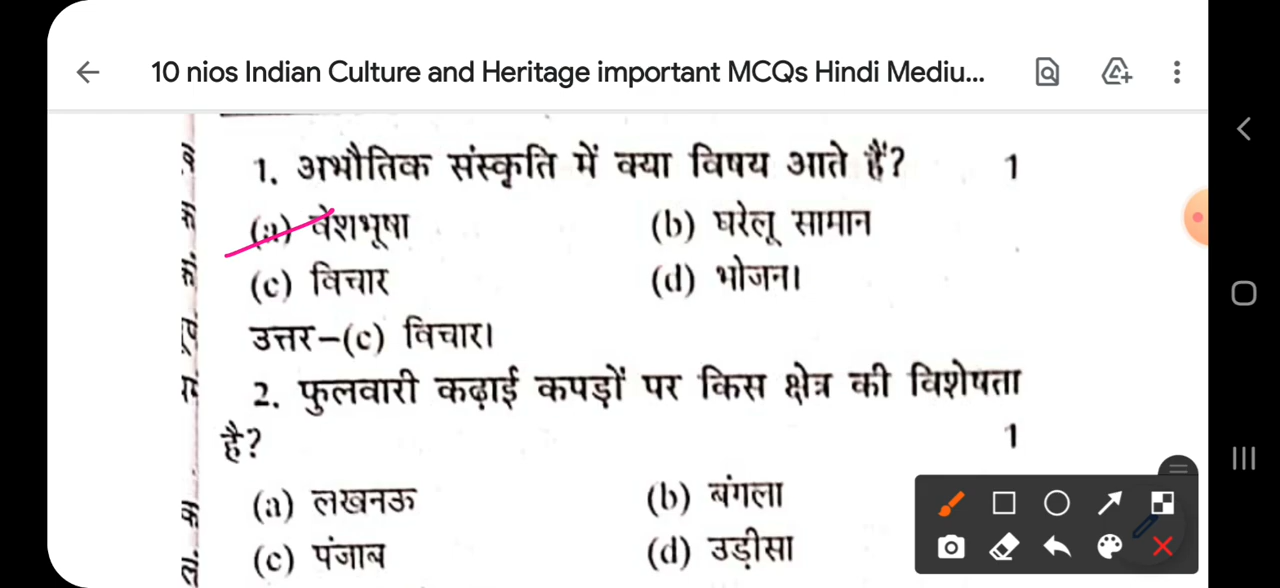 10 nios Indian Culture and Heritage important MCQs Hindi Mediu...
1. अभौतिक संस्कृति में क्या विषय आते हैं? 1
(a) वेशभूषा (b) घरेलू सामान
(c) विचार (d) भोजन।
उत्तर–(c) विचार।
2. फुलवारी कढ़ाई कपड़ों पर किस क्षेत्र की विशेषता
है? 1
(a) लखनऊ (b) बंगला
(c) पंजाब (d) उड़ीसा